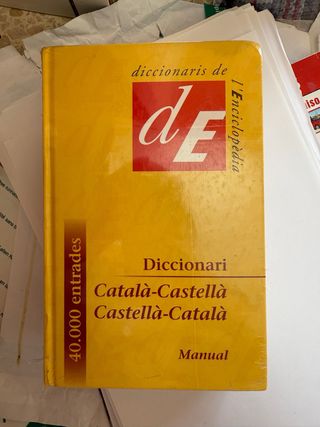 diccionaris de
l'Enciclopèdia
dE
40.000 entrades
Diccionari
Català-Castellà
Castellà-Català
Manual